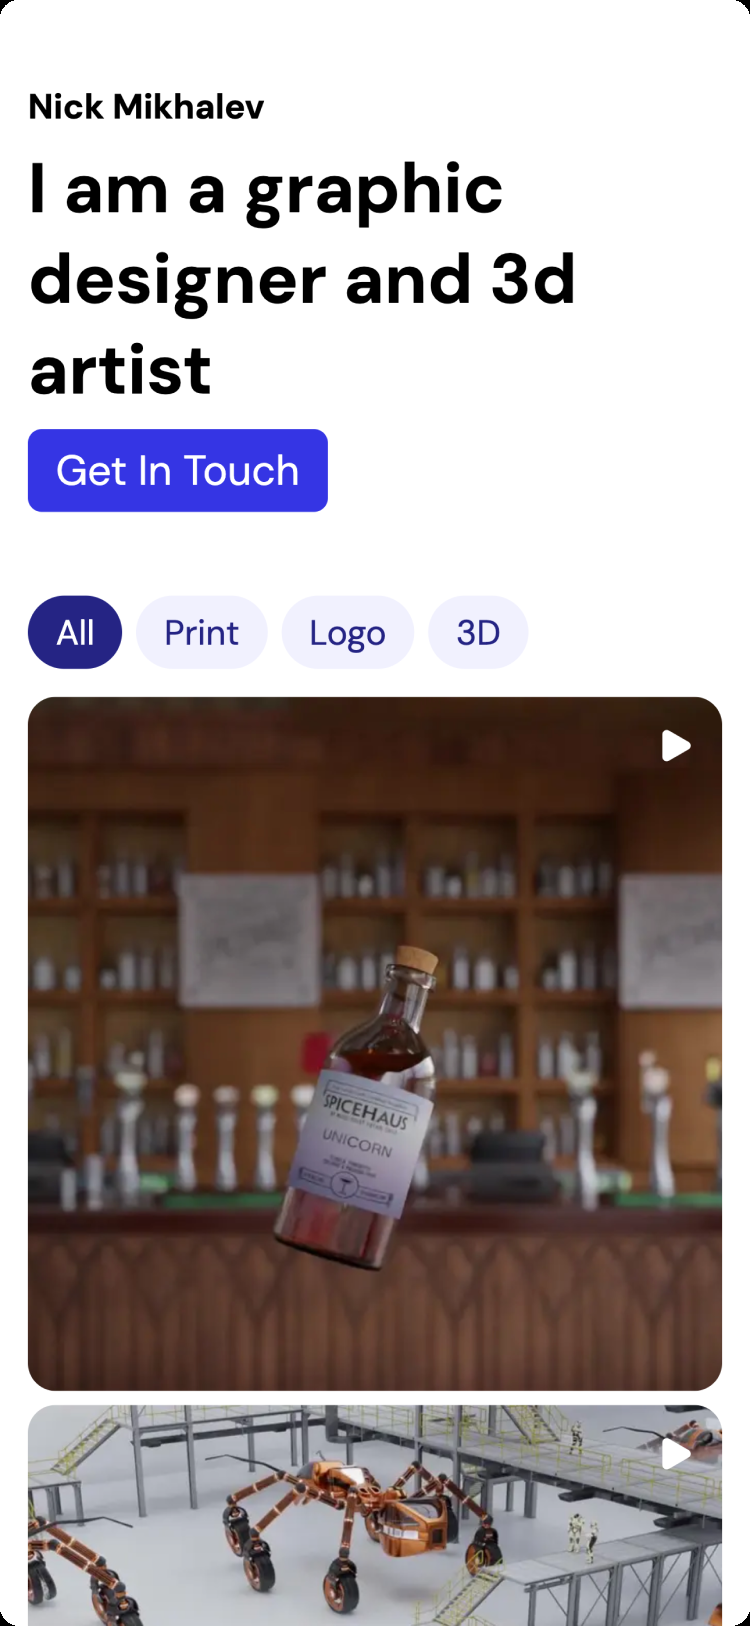 Nick Mikhalev
I am a graphic
designer and 3d
artist
Get In Touch
All
Print
Logo
3D
SPICEHAUS
UNICORN